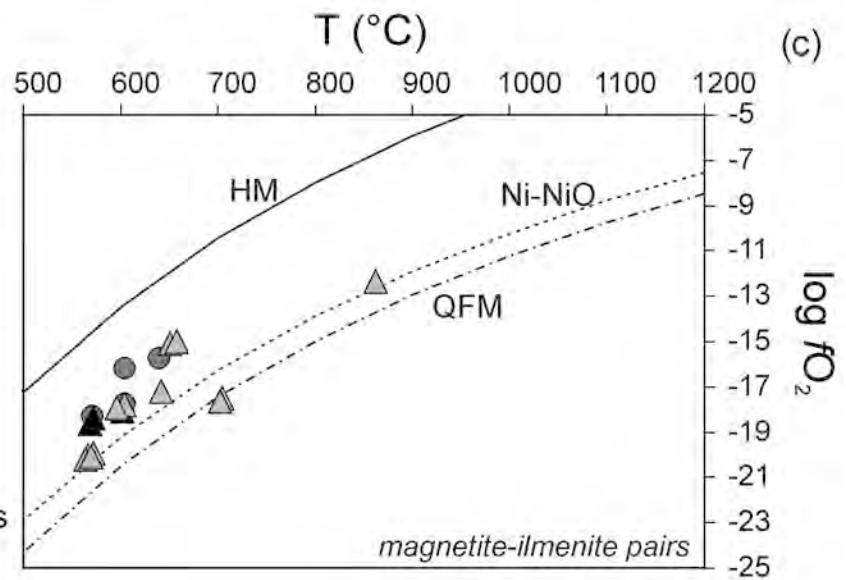 T (°C)
(c)
500 600 700 800 900 1000 1100 1200
-5
-7
HM
Ni-NiO
-9
-11
QFM
-13
log fO2
-15
-17
-19
-21
s
-23
magnetite-ilmenite pairs
-25